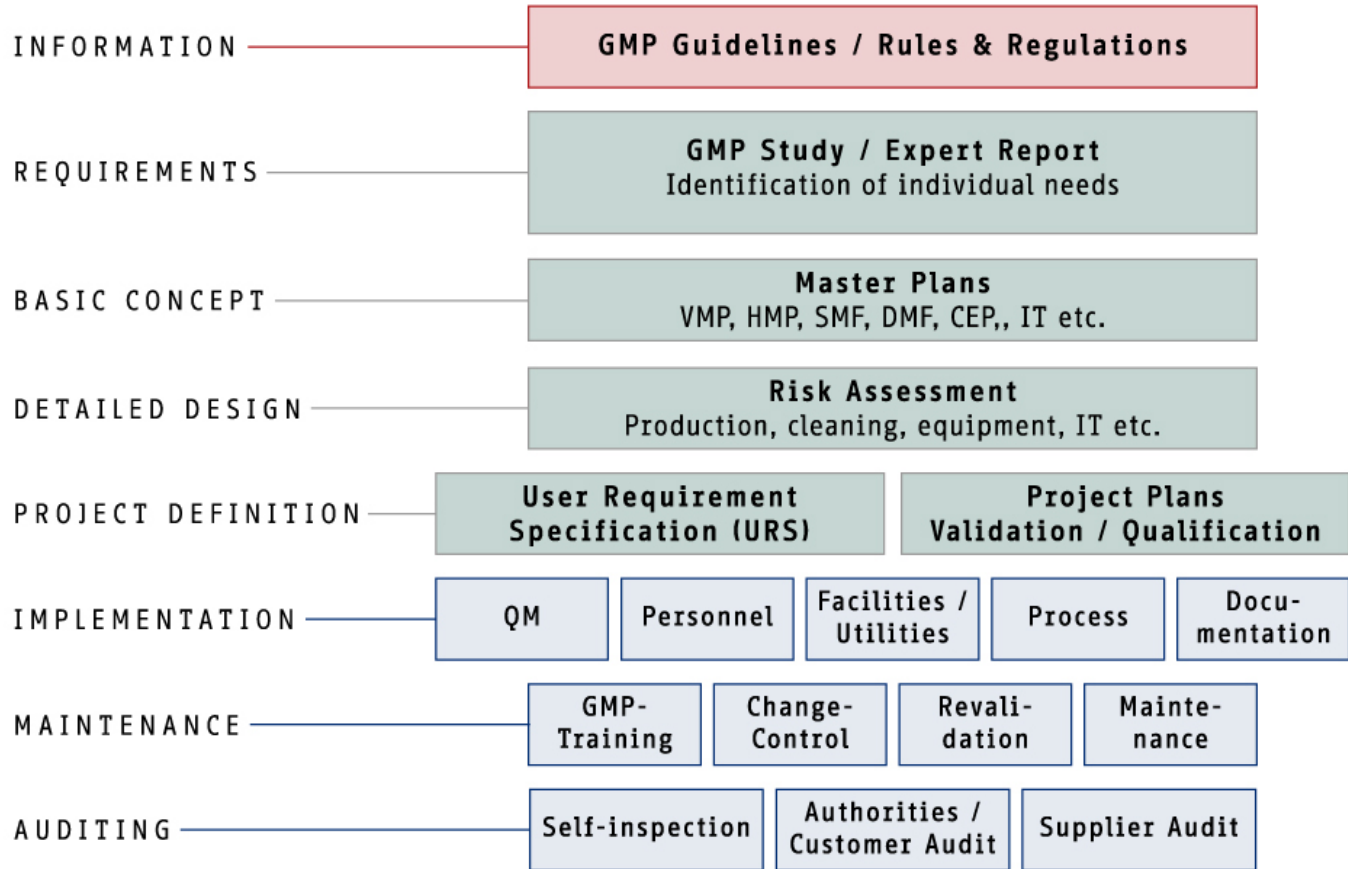 INFORMATION
GMP Guidelines / Rules & Regulations
REQUIREMENTS
GMP Study / Expert Report
Identification of individual needs
BASIC CONCEPT
Master Plans
VMP, HMP, SMF, DMF, CEP,, IT etc.
DETAILED DESIGN
Risk Assessment
Production, cleaning, equipment, IT etc.
PROJECT DEFINITION
User Requirement
Specification (URS)
Project Plans
Validation / Qualification
IMPLEMENTATION
QM
Personnel
Facilities /
Utilities
Process
Docu-
mentation
MAINTENANCE
GMP-
Training
Change-
Control
Revali-
dation
Mainte-
nance
AUDITING
Self-inspection
Authorities /
Customer Audit
Supplier Audit